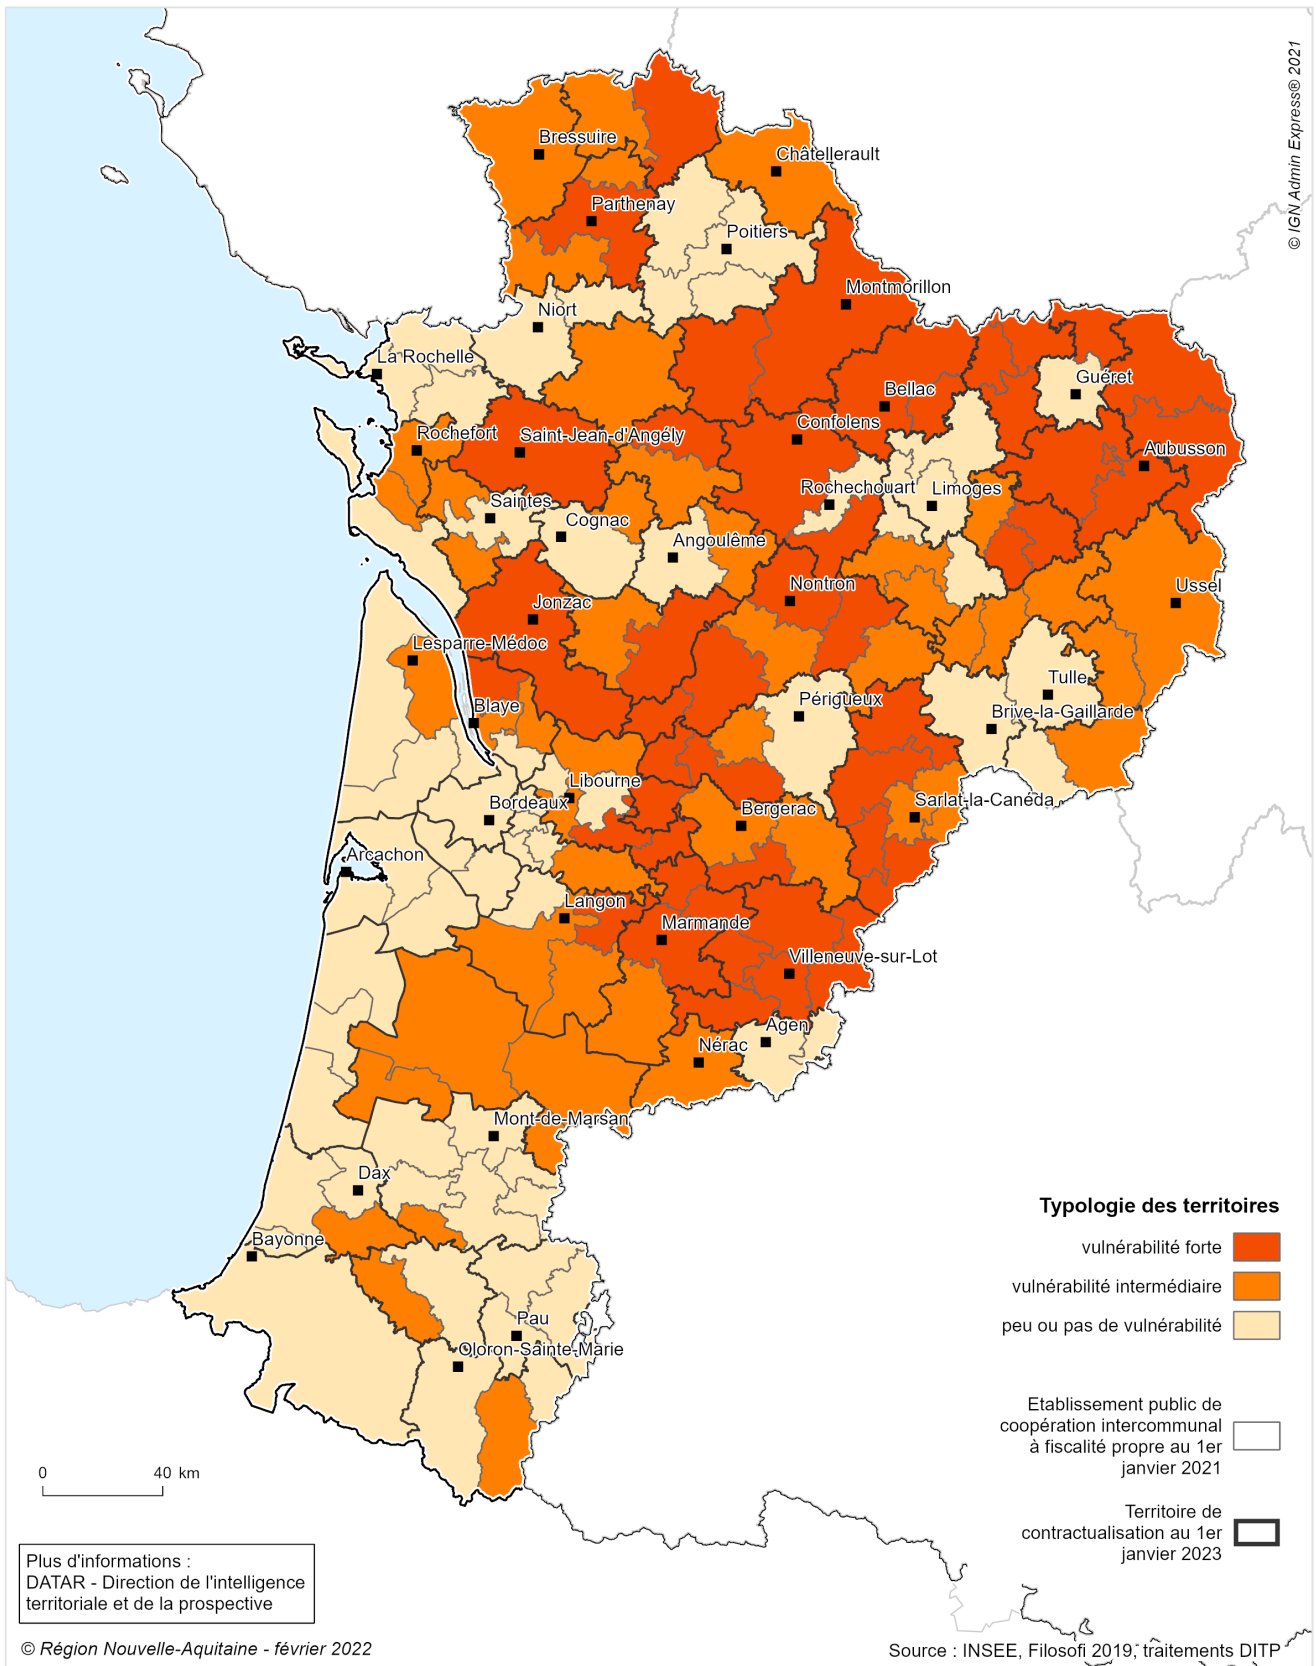 © IGN Admin Express® 2021
Bressuire
Châtellerault
Parthenay
Poitiers
Montmorillon
Niort
La Rochelle
Guéret
Bellac
Confolens
Rochefort
Saint-Jean-d'Angély
Aubusson
Rochechouart
Limoges
Saintes
Cognac
Angoulême
Nontron
Ussel
Jonzac
Lesparre-Médoc
Tulle
Périgueux
Blaye
Brive-la-Gaillarde
Libourne
Bordeaux
Bergerac
Sarlat-la-Canéda
Arcachon
Langon
Marmande
Villeneuve-sur-Lot
Agen
Nérac
Mont-de-Marsan
Dax
Bayonne
Pau
Oloron-Sainte-Marie
Typologie des territoires
vulnérabilité forte
vulnérabilité intermédiaire
peu ou pas de vulnérabilité
Etablissement public de
coopération intercommunal
à fiscalité propre au 1er
janvier 2021
Territoire de
contractualisation au 1er
janvier 2023
0 40 km
Plus d'informations :
DATAR - Direction de l'intelligence
territoriale et de la prospective
© Région Nouvelle-Aquitaine - février 2022
Source : INSEE, Filosofi 2019, traitements DITP